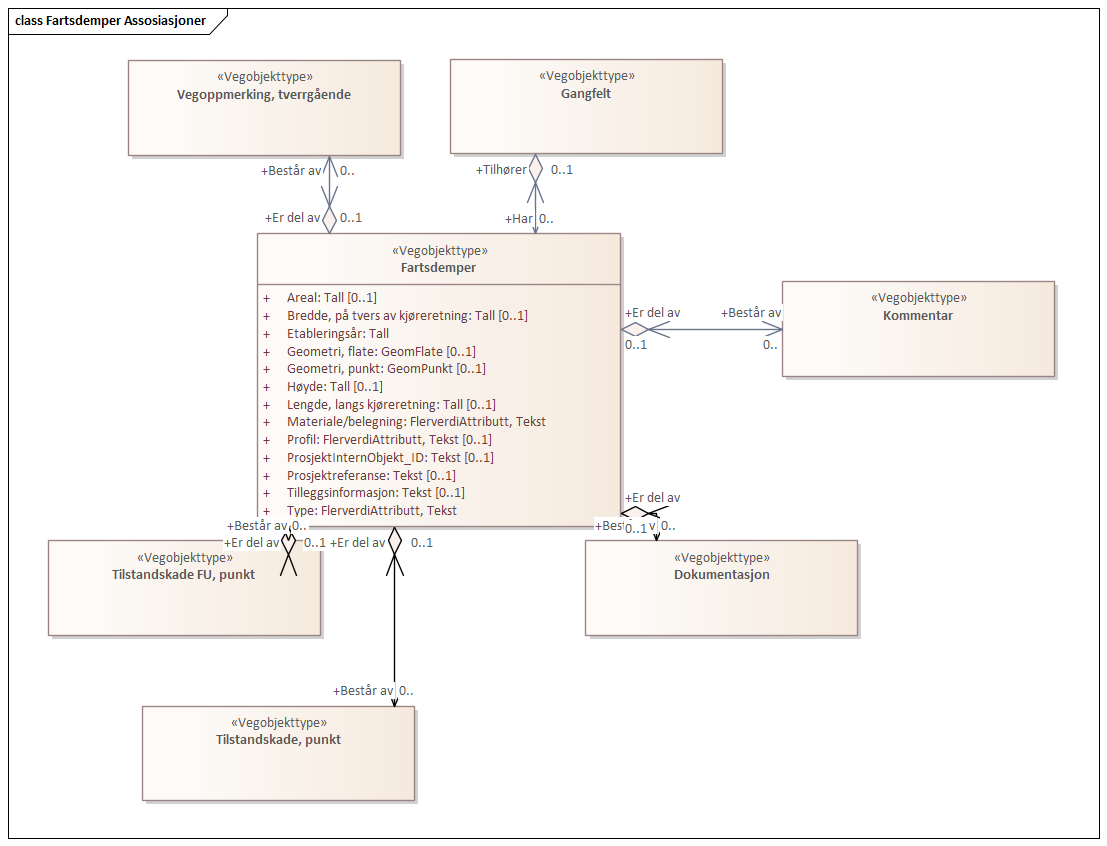 class Fartsdemper Assosiasjoner
«Vegobjekttype»
Vegoppmerking, tverrgående
«Vegobjekttype»
Gangfelt
+Består av 0..
+Tilhører 0..1
+Er del av 0..1
+Har 0..
«Vegobjekttype»
Fartsdemper
+ Areal: Tall [0..1]
+ Bredde, på tvers av kjøreretning: Tall [0..1]
+ Etableringsår: Tall
+ Geometri, flate: GeomFlate [0..1]
+ Geometri, punkt: GeomPunkt [0..1]
+ Høyde: Tall [0..1]
+ Lengde, langs kjøreretning: Tall [0..1]
+ Materiale/belegning: FlerverdiAttributt, Tekst
+ Profil: FlerverdiAttributt, Tekst [0..1]
+ ProsjektInternObjekt_ID: Tekst [0..1]
+ Prosjektreferanse: Tekst [0..1]
+ Tilleggsinformasjon: Tekst [0..1]
+ Type: FlerverdiAttributt, Tekst
+Er del av
0..1
+Består av
0..
«Vegobjekttype»
Kommentar
+Er del av
0..1
0..
«Vegobjekttype»
Dokumentasjon
+Består av 0..
+Er del av 0..1
«Vegobjekttype»
Tilstandskade FU, punkt
+Er del av 0..1
+Består av 0..
«Vegobjekttype»
Tilstandskade, punkt